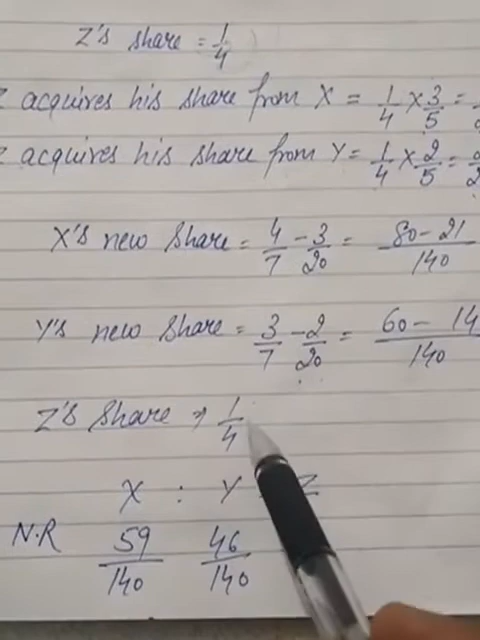 Z's share = 1/4
acquires his share from X = 1/4 × 3/5 =
acquires his share from Y = 1/4 × 2/5 =
X's new share = 4/7 - 3/20 = 80 - 21/140
Y's new share = 3/7 - 2/20 = 60 - 14/140
Z's share → 1/4
X : Y
N.R 59/140 46/140